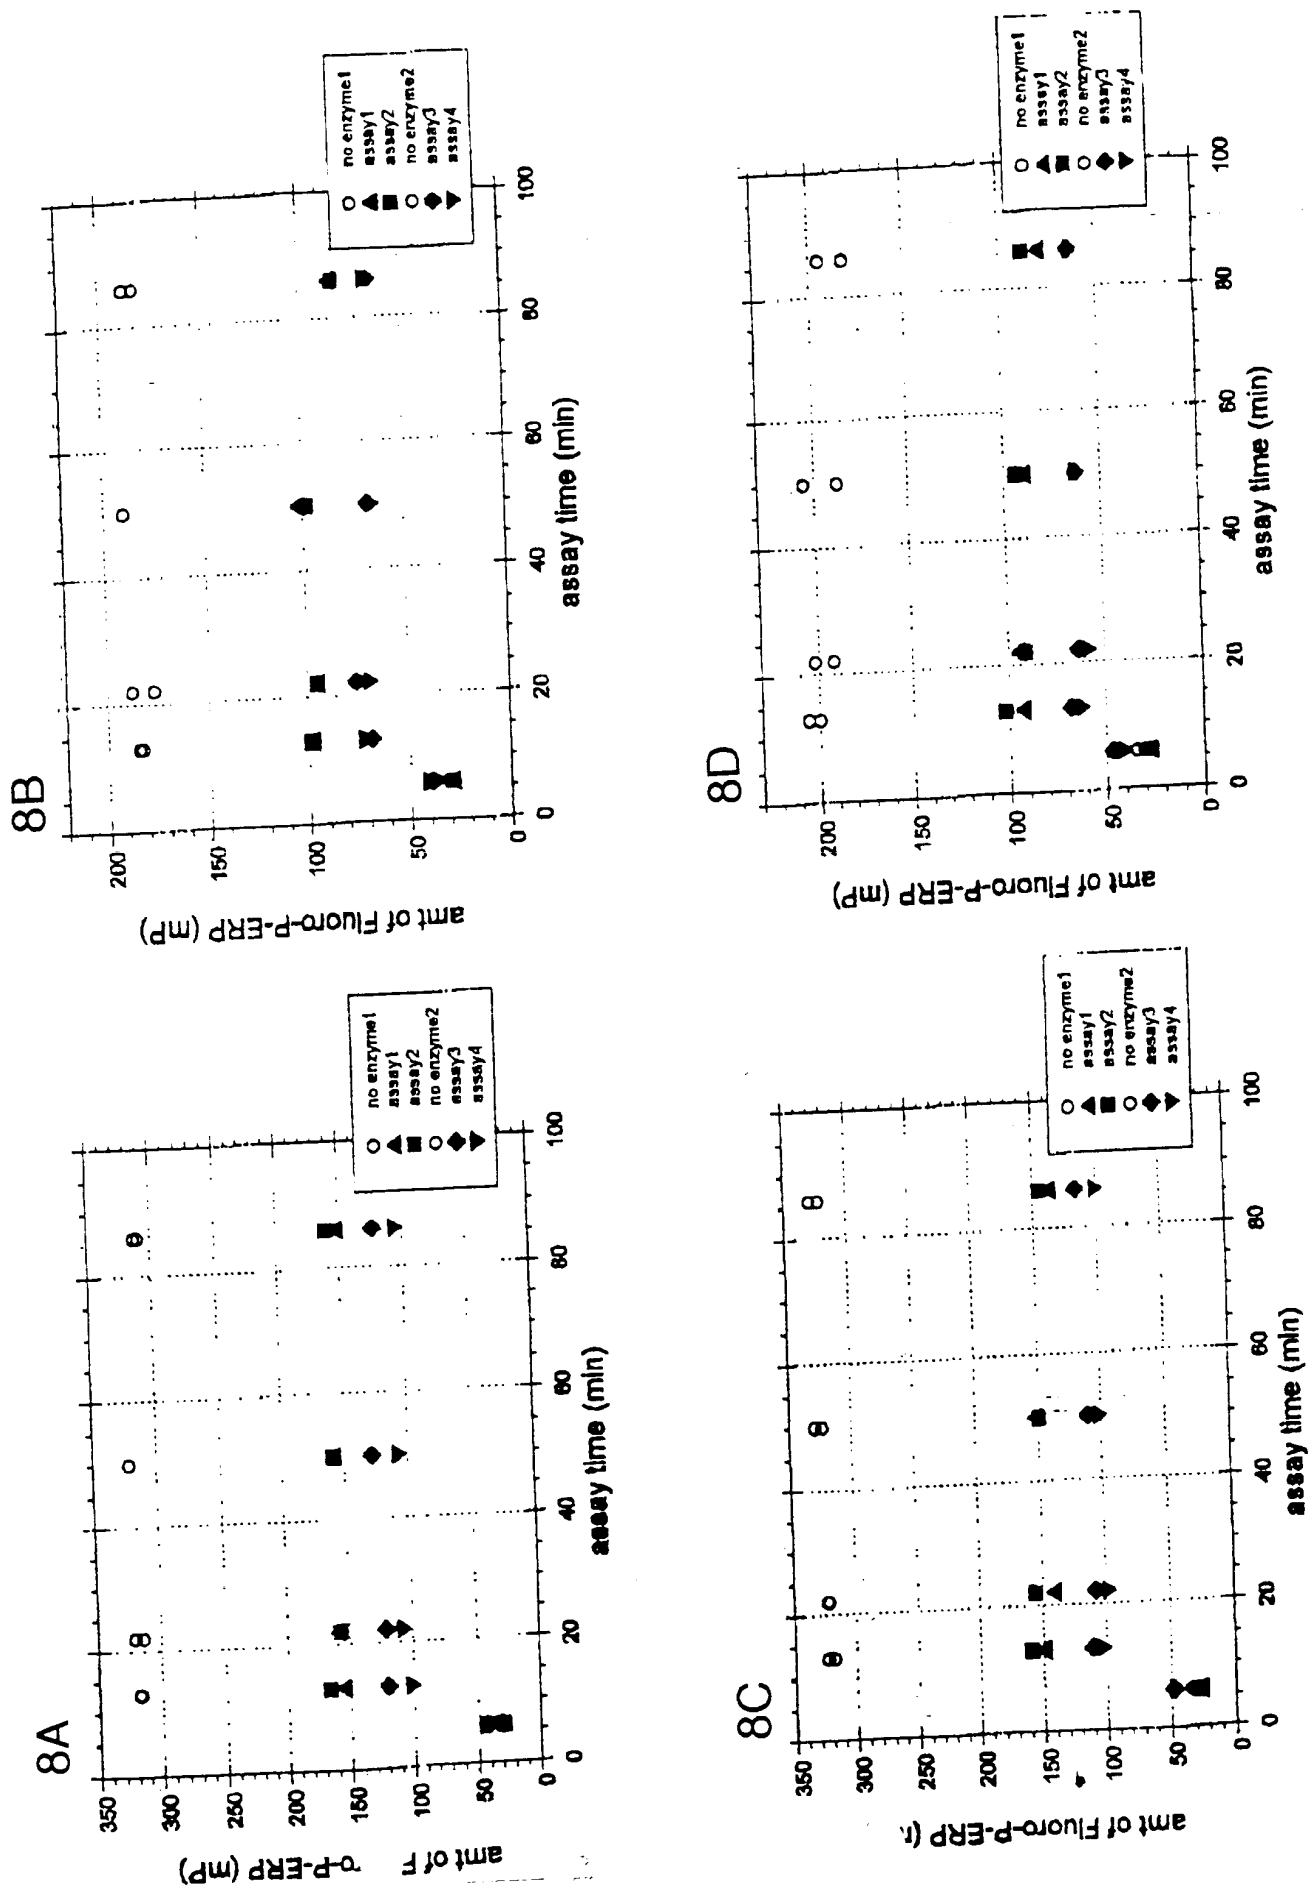 8A
350
300
250
200
150
100
50
0
amt of F o-P-ERP (mP)
0 20 40 60 80 100
assay time (min)
no enzyme1
assay1
assay2
no enzyme2
assay3
assay4
8B
200
150
100
50
0
amt of Fluoro-P-ERP (mP)
0 20 40 60 80 100
assay time (min)
no enzyme1
assay1
assay2
no enzyme2
assay3
assay4
8C
350
300
250
200
150
100
50
0
amt of Fluoro-P-ERP (
0 20 40 60 80 100
assay time (min)
no enzyme1
assay1
assay2
no enzyme2
assay3
assay4
8D
200
150
100
50
0
amt of Fluoro-P-ERP (mP)
0 20 40 60 80 100
assay time (min)
no enzyme1
assay1
assay2
no enzyme2
assay3
assay4